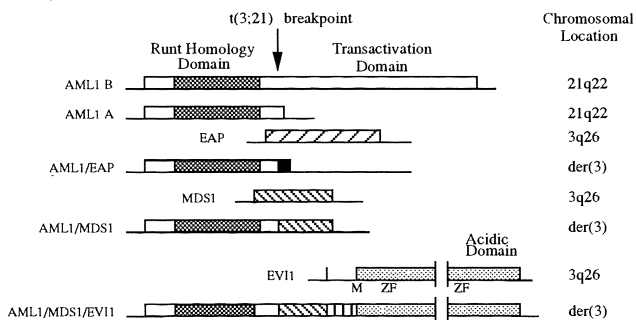 t(3;21) breakpoint
Chromosomal
Location
Runt Homology
Domain
Transactivation
Domain
AML1 B
21q22
AML1 A
21q22
EAP
3q26
AML1/EAP
der(3)
MDS1
3q26
AML1/MDS1
der(3)
Acidic
Domain
EVI1
3q26
M ZF ZF
AML1/MDS1/EVI1
der(3)